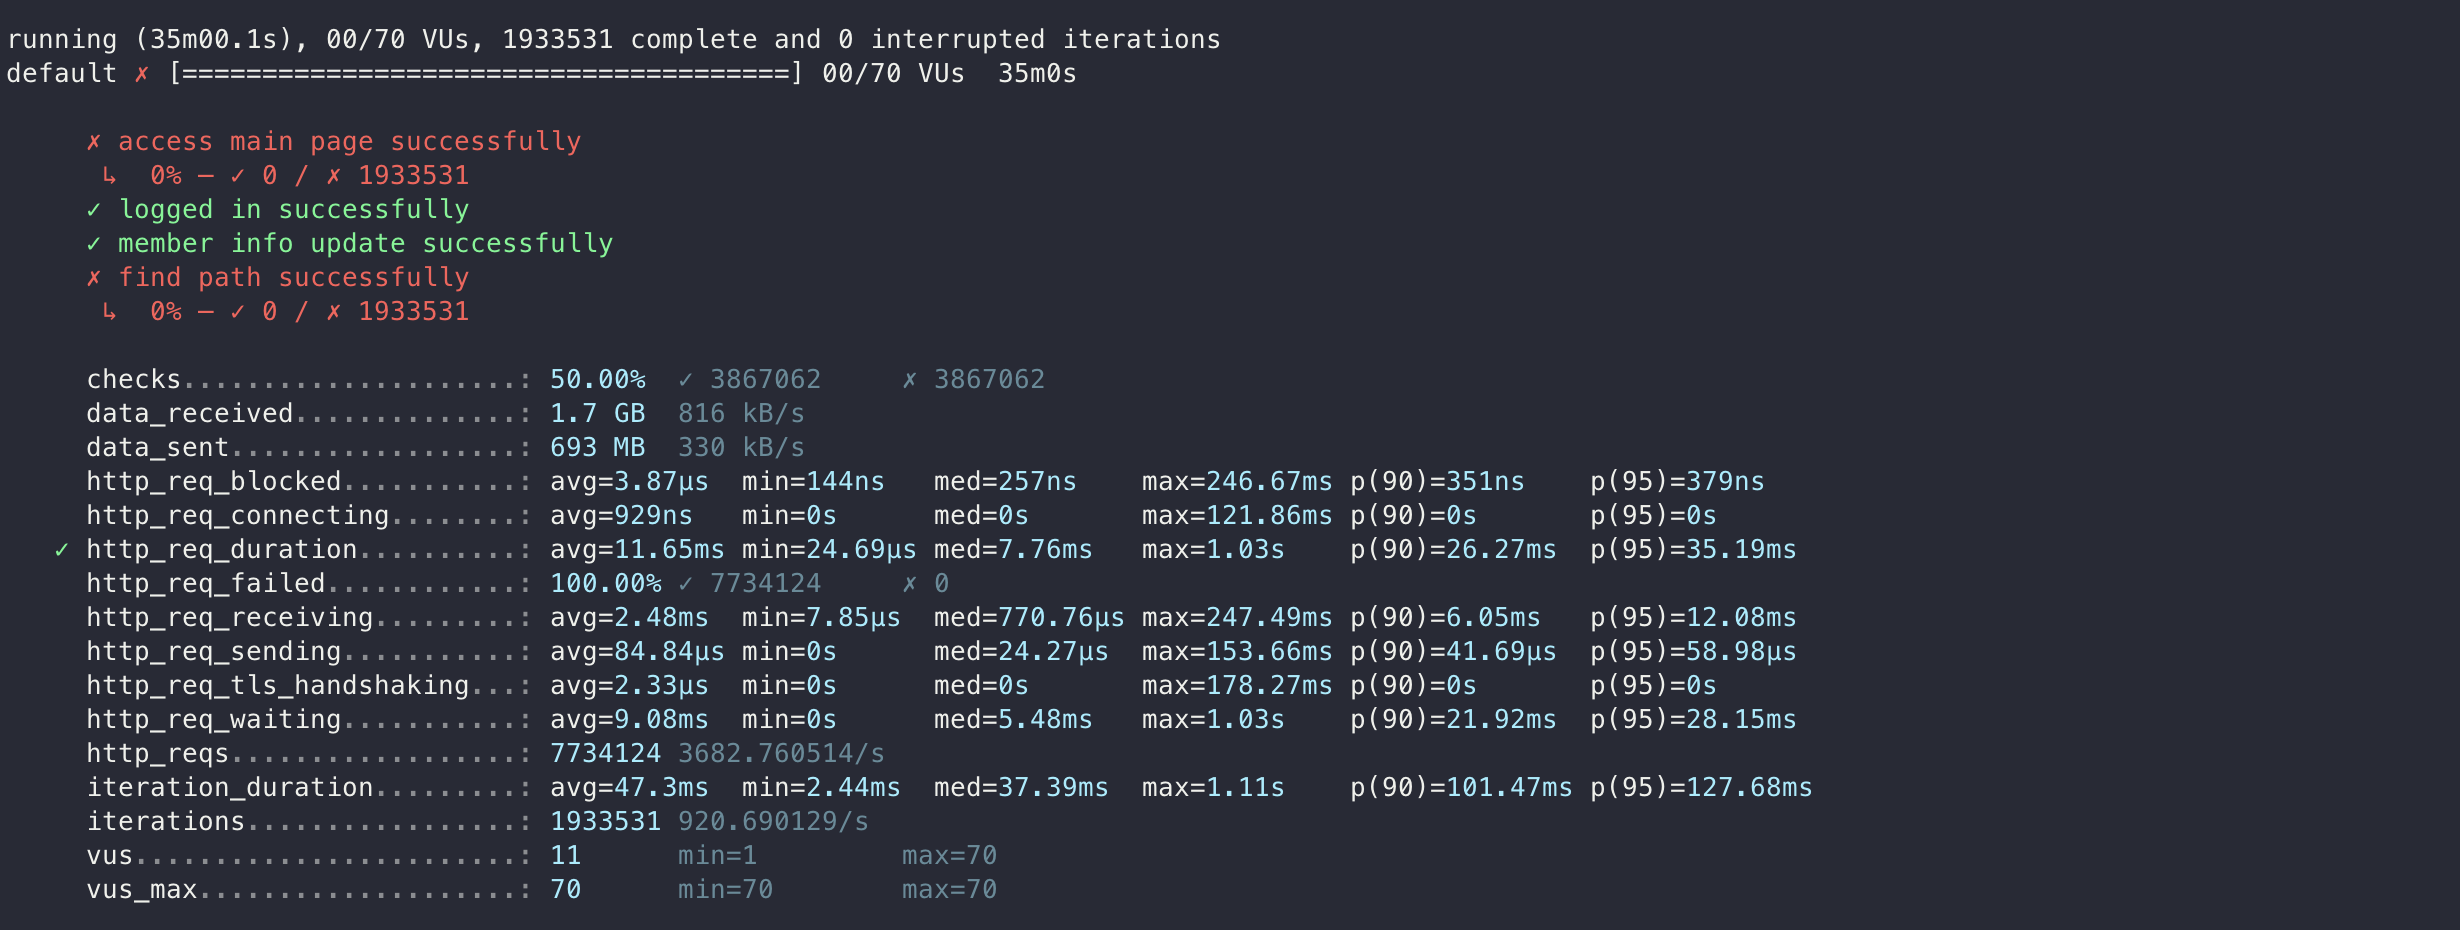 running (35m00.1s), 00/70 VUs, 1933531 complete and 0 interrupted iterations
default ✗ [======================================] 00/70 VUs  35m0s
✗ access main page successfully
↳  0% — ✓ 0 / ✗ 1933531
✓ logged in successfully
✓ member info update successfully
✗ find path successfully
↳  0% — ✓ 0 / ✗ 1933531
checks.....................: 50.00%  ✓ 3867062     ✗ 3867062
data_received..............: 1.7 GB  816 kB/s
data_sent..................: 693 MB  330 kB/s
http_req_blocked...........: avg=3.87µs  min=144ns   med=257ns    max=246.67ms p(90)=351ns    p(95)=379ns
http_req_connecting........: avg=929ns   min=0s      med=0s       max=121.86ms p(90)=0s       p(95)=0s
✓ http_req_duration..........: avg=11.65ms min=24.69µs med=7.76ms   max=1.03s    p(90)=26.27ms  p(95)=35.19ms
http_req_failed............: 100.00% ✓ 7734124     ✗ 0
http_req_receiving.........: avg=2.48ms  min=7.85µs  med=770.76µs max=247.49ms p(90)=6.05ms   p(95)=12.08ms
http_req_sending...........: avg=84.84µs min=0s      med=24.27µs  max=153.66ms p(90)=41.69µs  p(95)=58.98µs
http_req_tls_handshaking...: avg=2.33µs  min=0s      med=0s       max=178.27ms p(90)=0s       p(95)=0s
http_req_waiting...........: avg=9.08ms  min=0s      med=5.48ms   max=1.03s    p(90)=21.92ms  p(95)=28.15ms
http_reqs..................: 7734124 3682.760514/s
iteration_duration.........: avg=47.3ms  min=2.44ms  med=37.39ms  max=1.11s    p(90)=101.47ms p(95)=127.68ms
iterations.................: 1933531 920.690129/s
vus........................: 11      min=1         max=70
vus_max....................: 70      min=70        max=70